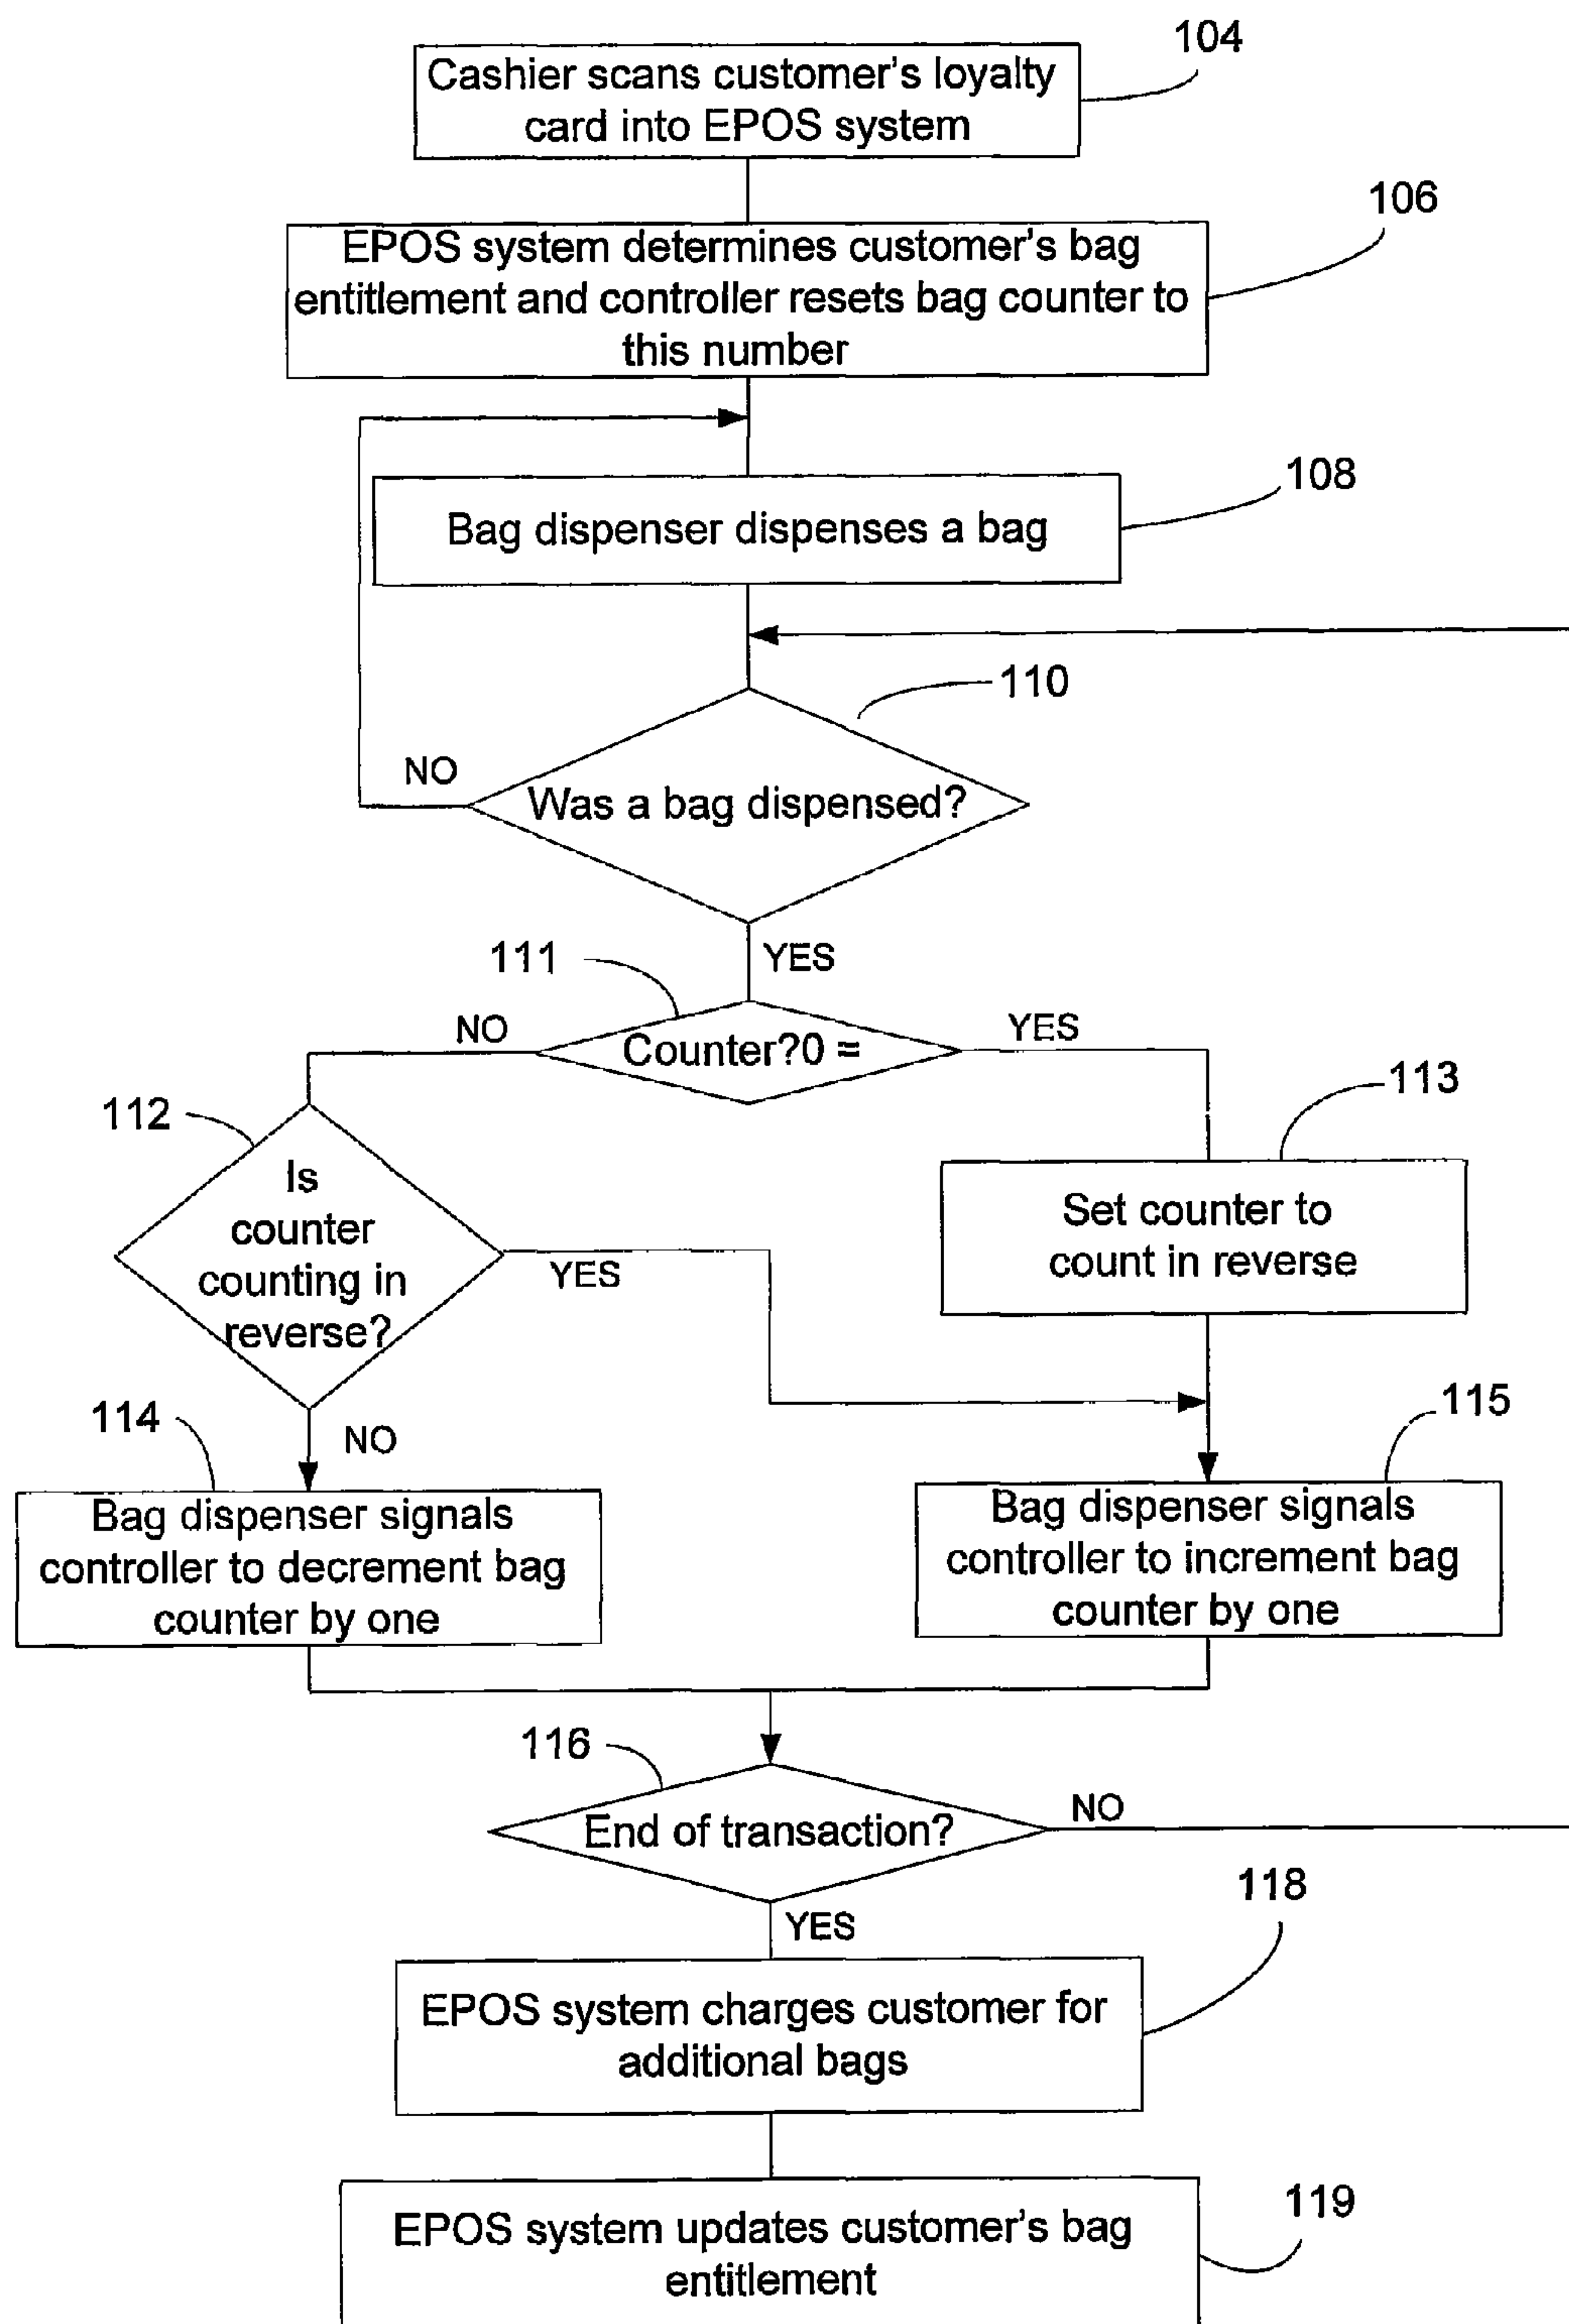 104
Cashier scans customer's loyalty
card into EPOS system
106
EPOS system determines customer's bag
entitlement and controller resets bag counter to
this number
108
Bag dispenser dispenses a bag
110
NO
Was a bag dispensed?
YES
111
NO
Counter?0 =
YES
112
113
Is
counter
counting in
reverse?
YES
Set counter to
count in reverse
114
NO
115
Bag dispenser signals
controller to decrement bag
counter by one
Bag dispenser signals
controller to increment bag
counter by one
116
End of transaction?
NO
YES
118
EPOS system charges customer for
additional bags
119
EPOS system updates customer's bag
entitlement